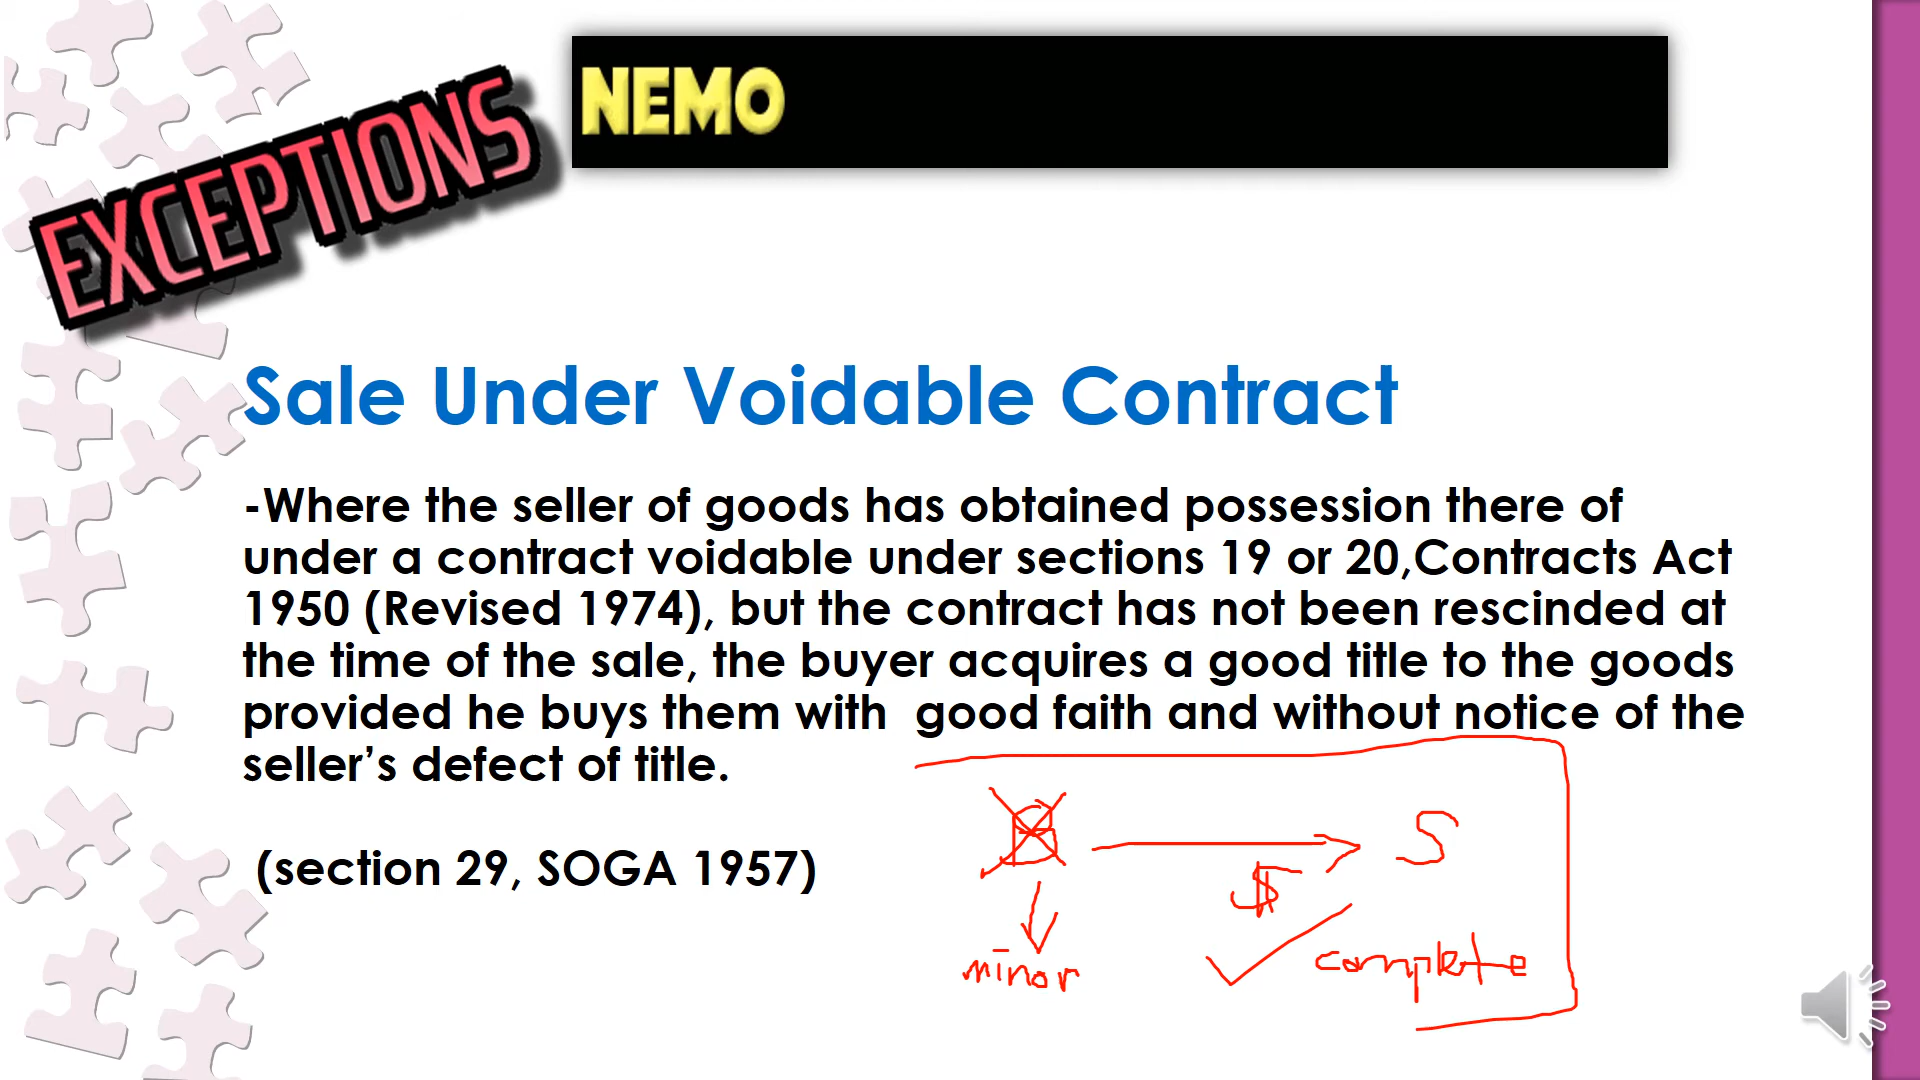 EXCEPTIONS
NEMO
Sale Under Voidable Contract
-Where the seller of goods has obtained possession there of
under a contract voidable under sections 19 or 20,Contracts Act
1950 (Revised 1974), but the contract has not been rescinded at
the time of the sale, the buyer acquires a good title to the goods
provided he buys them with good faith and without notice of the
seller’s defect of title.
(section 29, SOGA 1957)
B
S
$
minor
complete